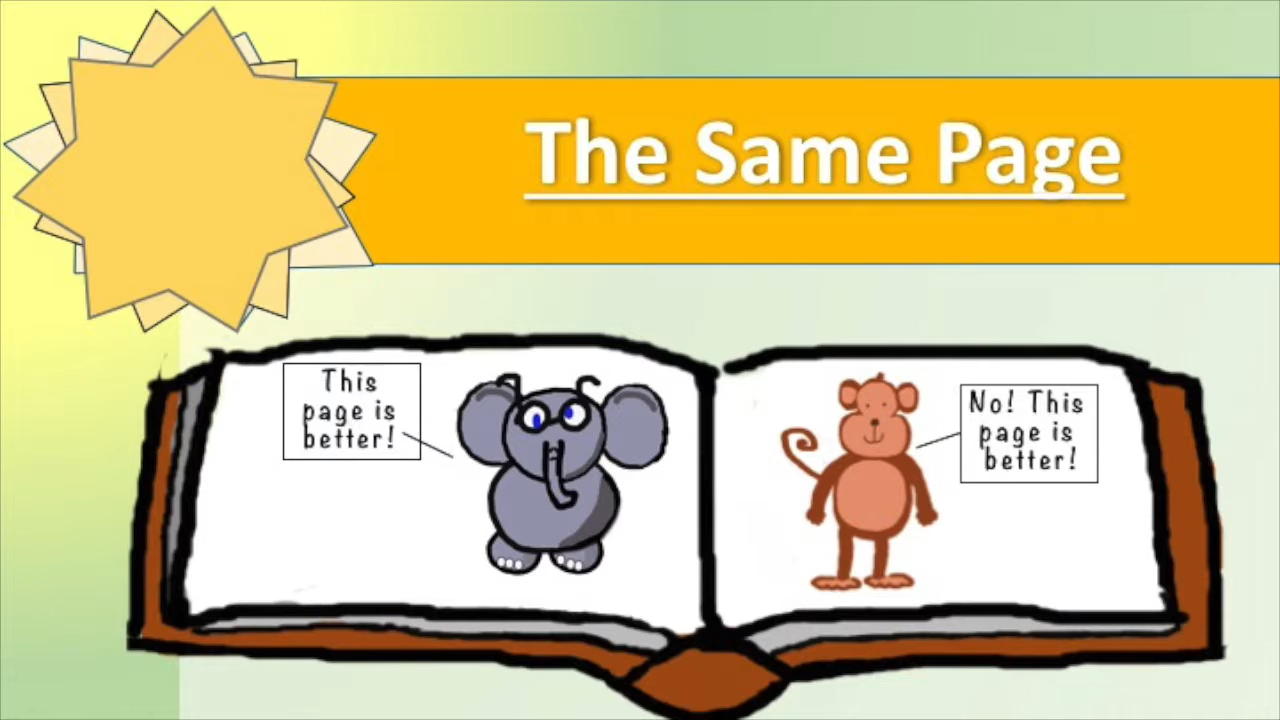 The Same Page
This
page is
better!
No! This
page is
better!